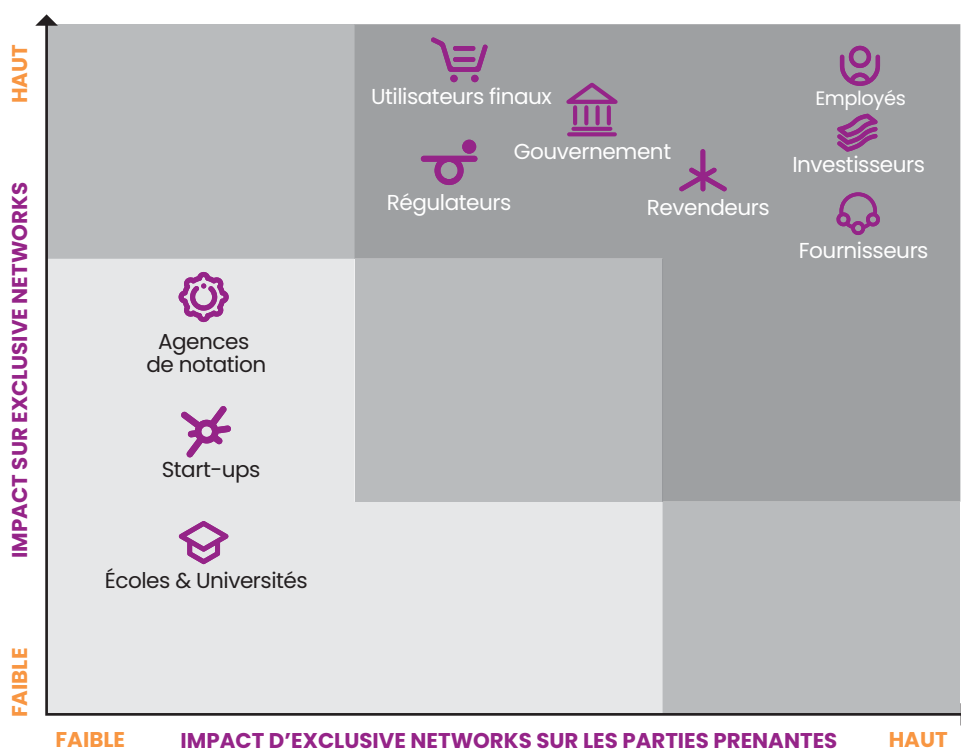 HAUT
IMPACT SUR EXCLUSIVE NETWORKS
FAIBLE
Utilisateurs finaux
Gouvernement
Régulateurs
Revendeurs
Employés
Investisseurs
Fournisseurs
Agences
de notation
Start-ups
Écoles & Universités
FAIBLE
IMPACT D’EXCLUSIVE NETWORKS SUR LES PARTIES PRENANTES
HAUT